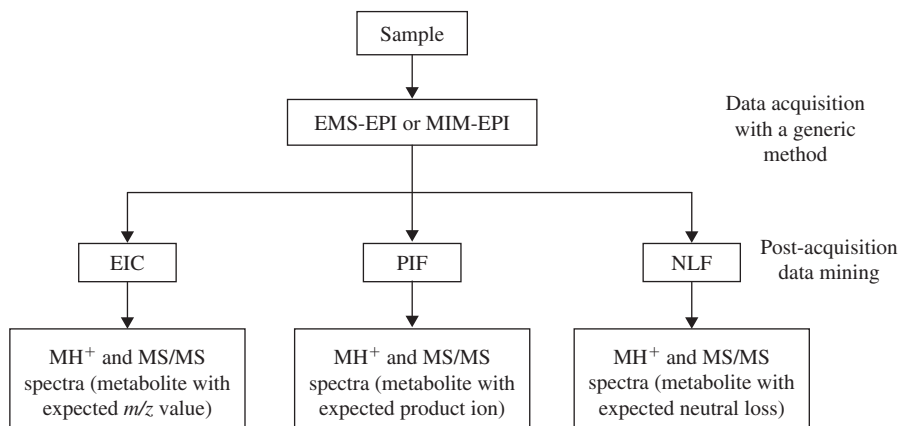 Sample
EMS-EPI or MIM-EPI
Data acquisition
with a generic
method
EIC
PIF
NLF
Post-acquisition
data mining
MH⁺ and MS/MS
spectra (metabolite with
expected m/z value)
MH⁺ and MS/MS
spectra (metabolite with
expected product ion)
MH⁺ and MS/MS
spectra (metabolite with
expected neutral loss)